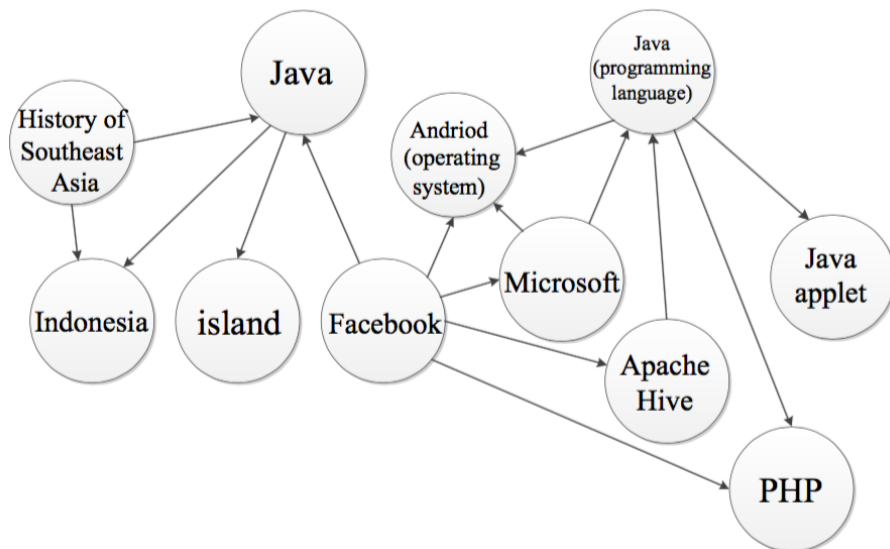 Java
Java
(programming
language)
History of
Southeast
Asia
Andriod
(operating
system)
Java
applet
Microsoft
Indonesia
island
Facebook
Apache
Hive
PHP